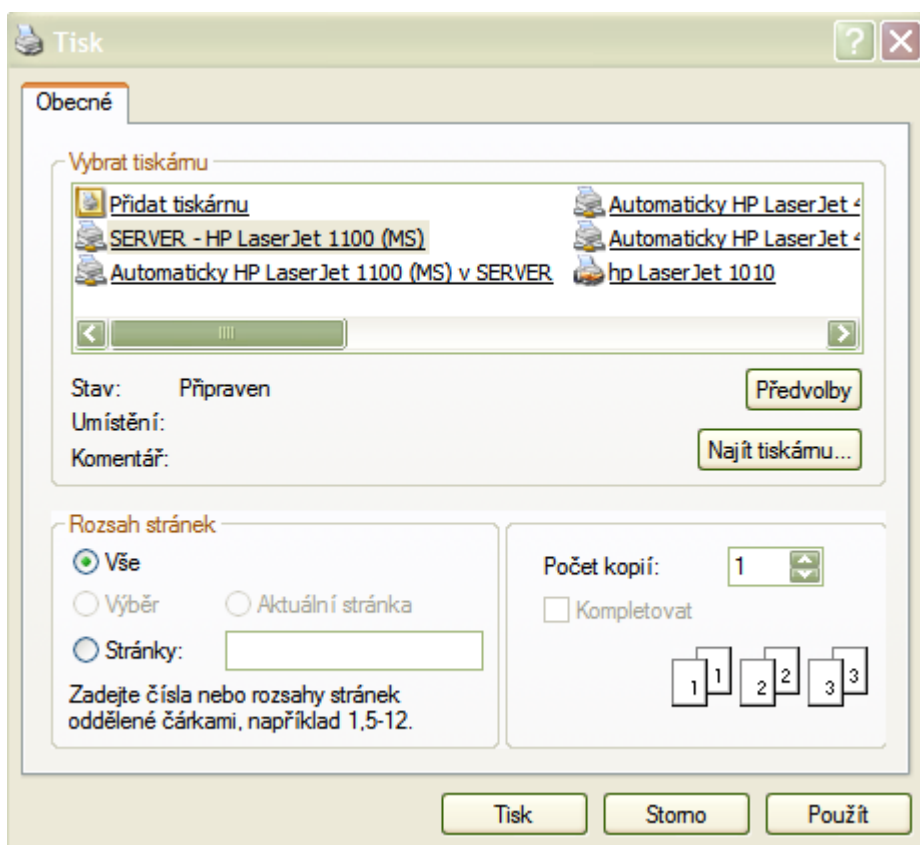 Tisk
Obecné
Vybrat tiskárnu
Přidat tiskárnu
SERVER - HP LaserJet 1100 (MS)
Automaticky HP LaserJet 1100 (MS) v SERVER
Automaticky HP LaserJet 4
Automaticky HP LaserJet 4
hp LaserJet 1010
Stav: Připraven
Předvolby
Umístění:
Komentář:
Najít tiskárnu...
Rozsah stránek
Vše
Výběr Aktuální stránka
Stránky:
Zadejte čísla nebo rozsahy stránek
oddělené čárkami, například 1,5-12.
Počet kopií: 1
Kompletovat
1 1 2 2 3 3
Tisk Storno Použít